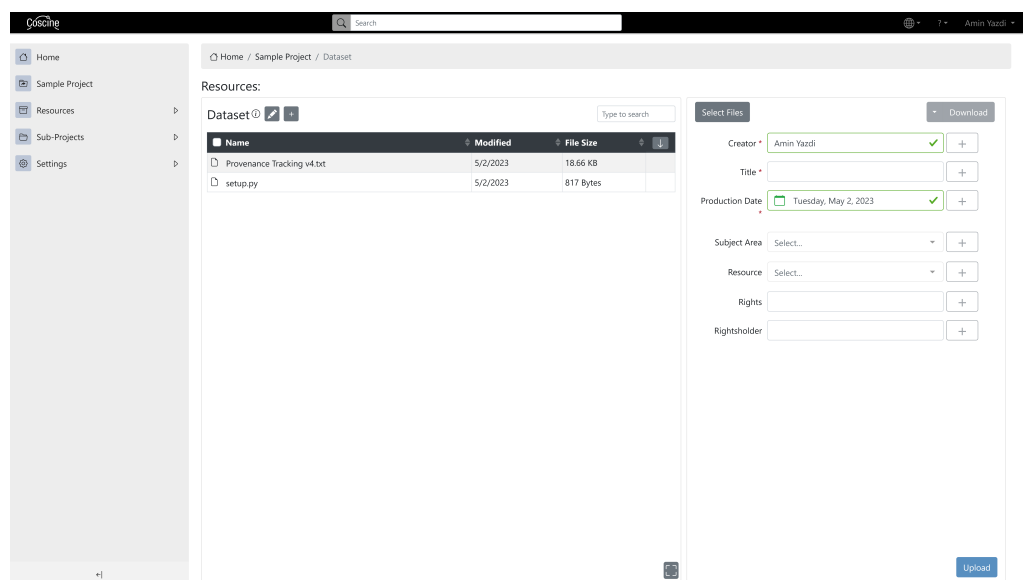 Coscine
Search
? Amin Yazdi
Home
Sample Project
Resources
Sub-Projects
Settings
Home / Sample Project / Dataset
Resources:
Dataset
Type to search
Name Modified File Size
Provenance Tracking v4.txt 5/2/2023 18.66 KB
setup.py 5/2/2023 817 Bytes
Select Files Download
Creator * Amin Yazdi
Title *
Production Date * Tuesday, May 2, 2023
Subject Area Select...
Resource Select...
Rights
Rightsholder
Upload